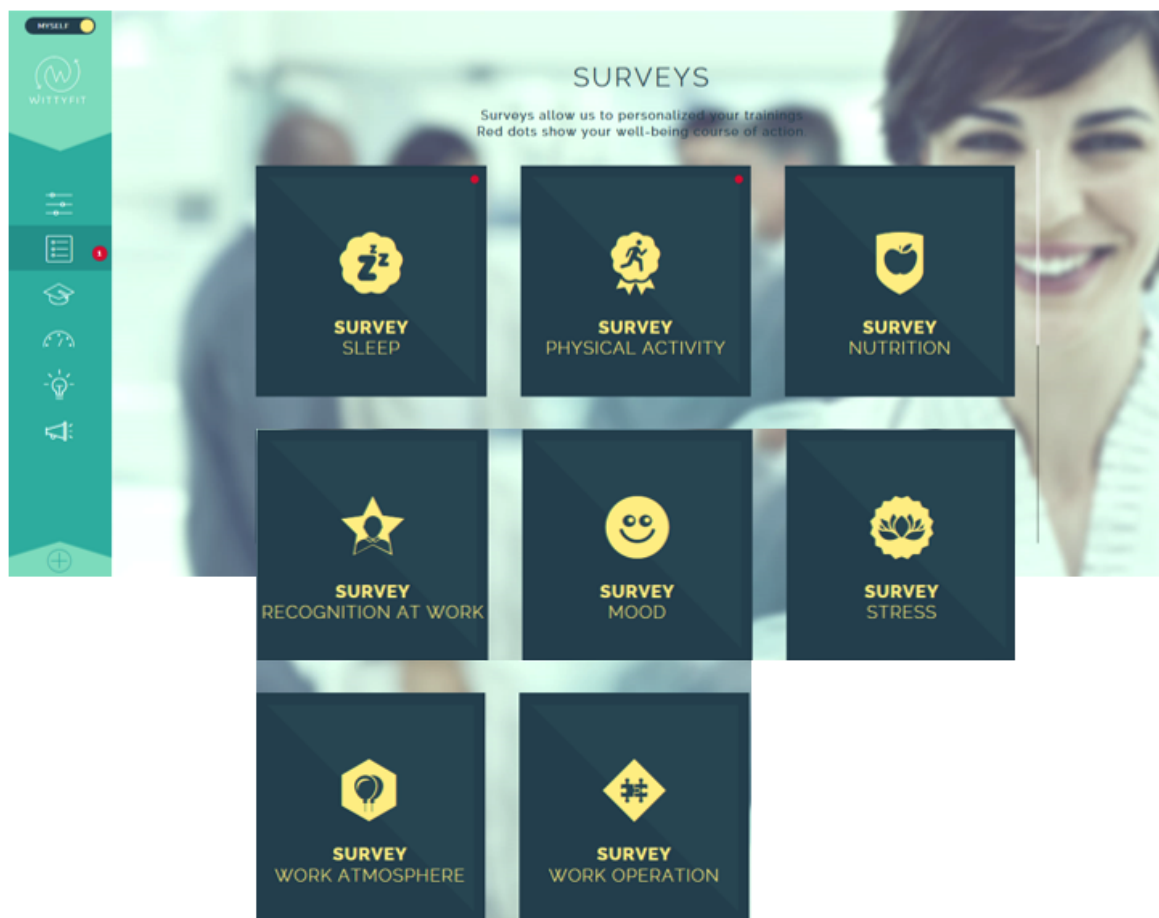 MYSELF
WITTYFIT
SURVEYS
Surveys allow us to personalized your trainings
Red dots show your well-being course of action
1
SURVEY
SLEEP
SURVEY
PHYSICAL ACTIVITY
SURVEY
NUTRITION
SURVEY
RECOGNITION AT WORK
SURVEY
MOOD
SURVEY
STRESS
SURVEY
WORK ATMOSPHERE
SURVEY
WORK OPERATION